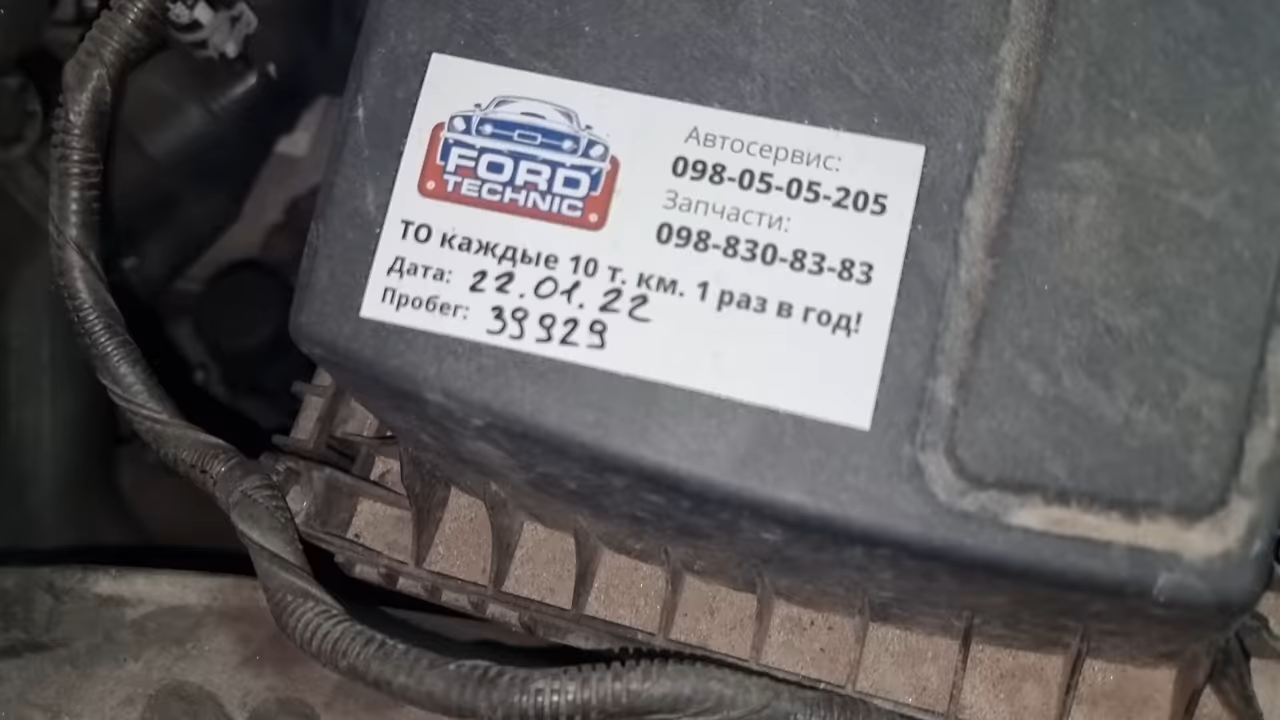 FORD
TECHNIC
Автосервис:
098-05-05-205
Запчасти:
098-830-83-83
ТО каждые 10 т. км. 1 раз в год!
Дата: 22.01.22
Пробег: 39929